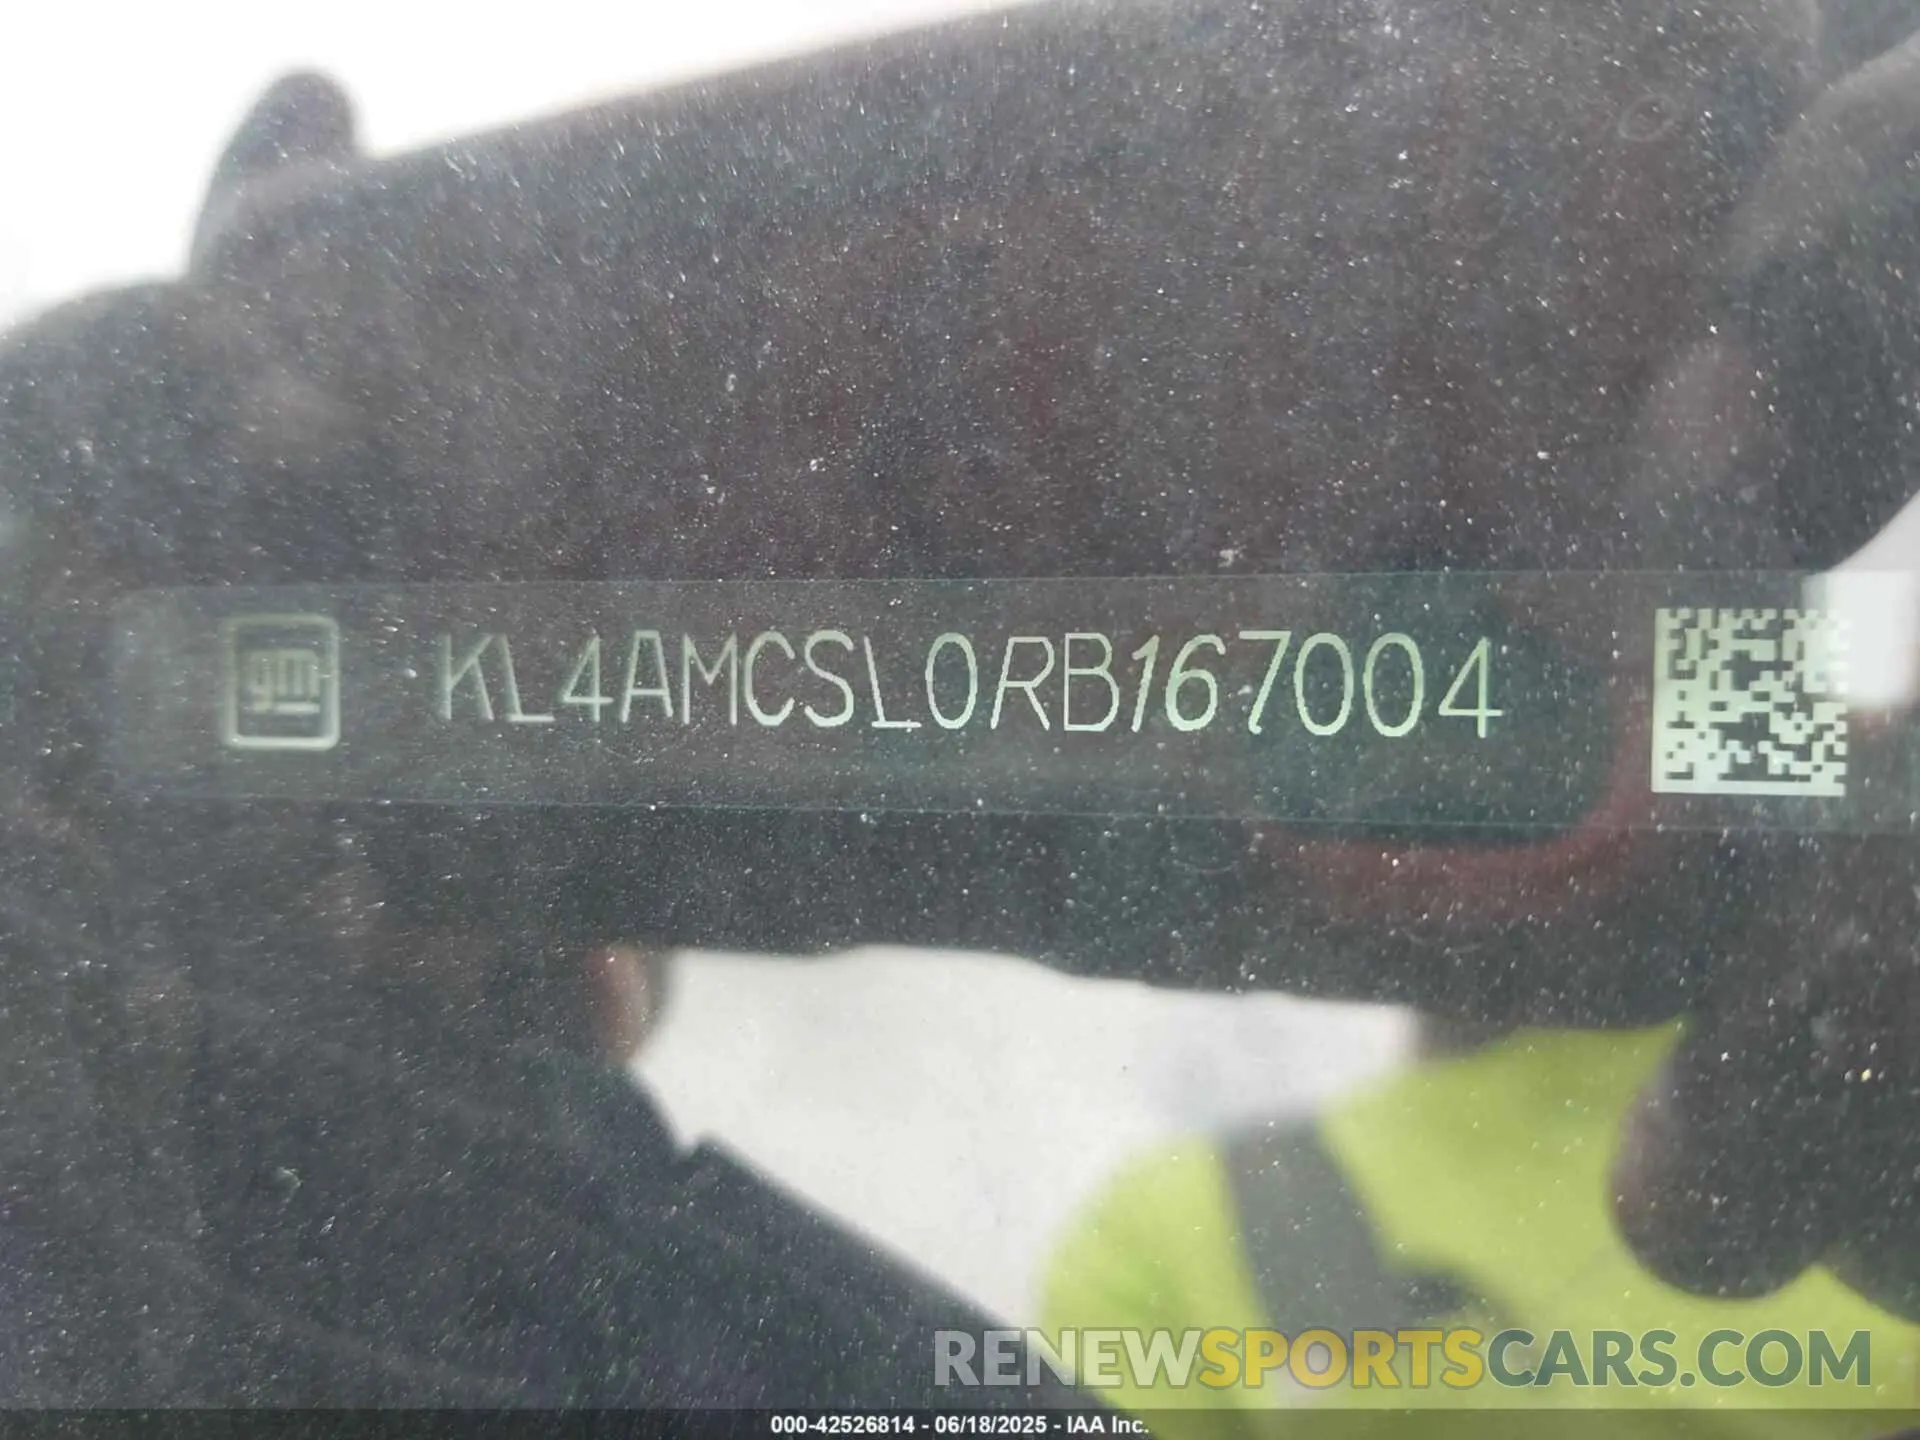 gm KL4AMCSL0RB167004
RENEWSPORTSCARS.COM
000-42526814 - 06/18/2025 - IAA Inc.